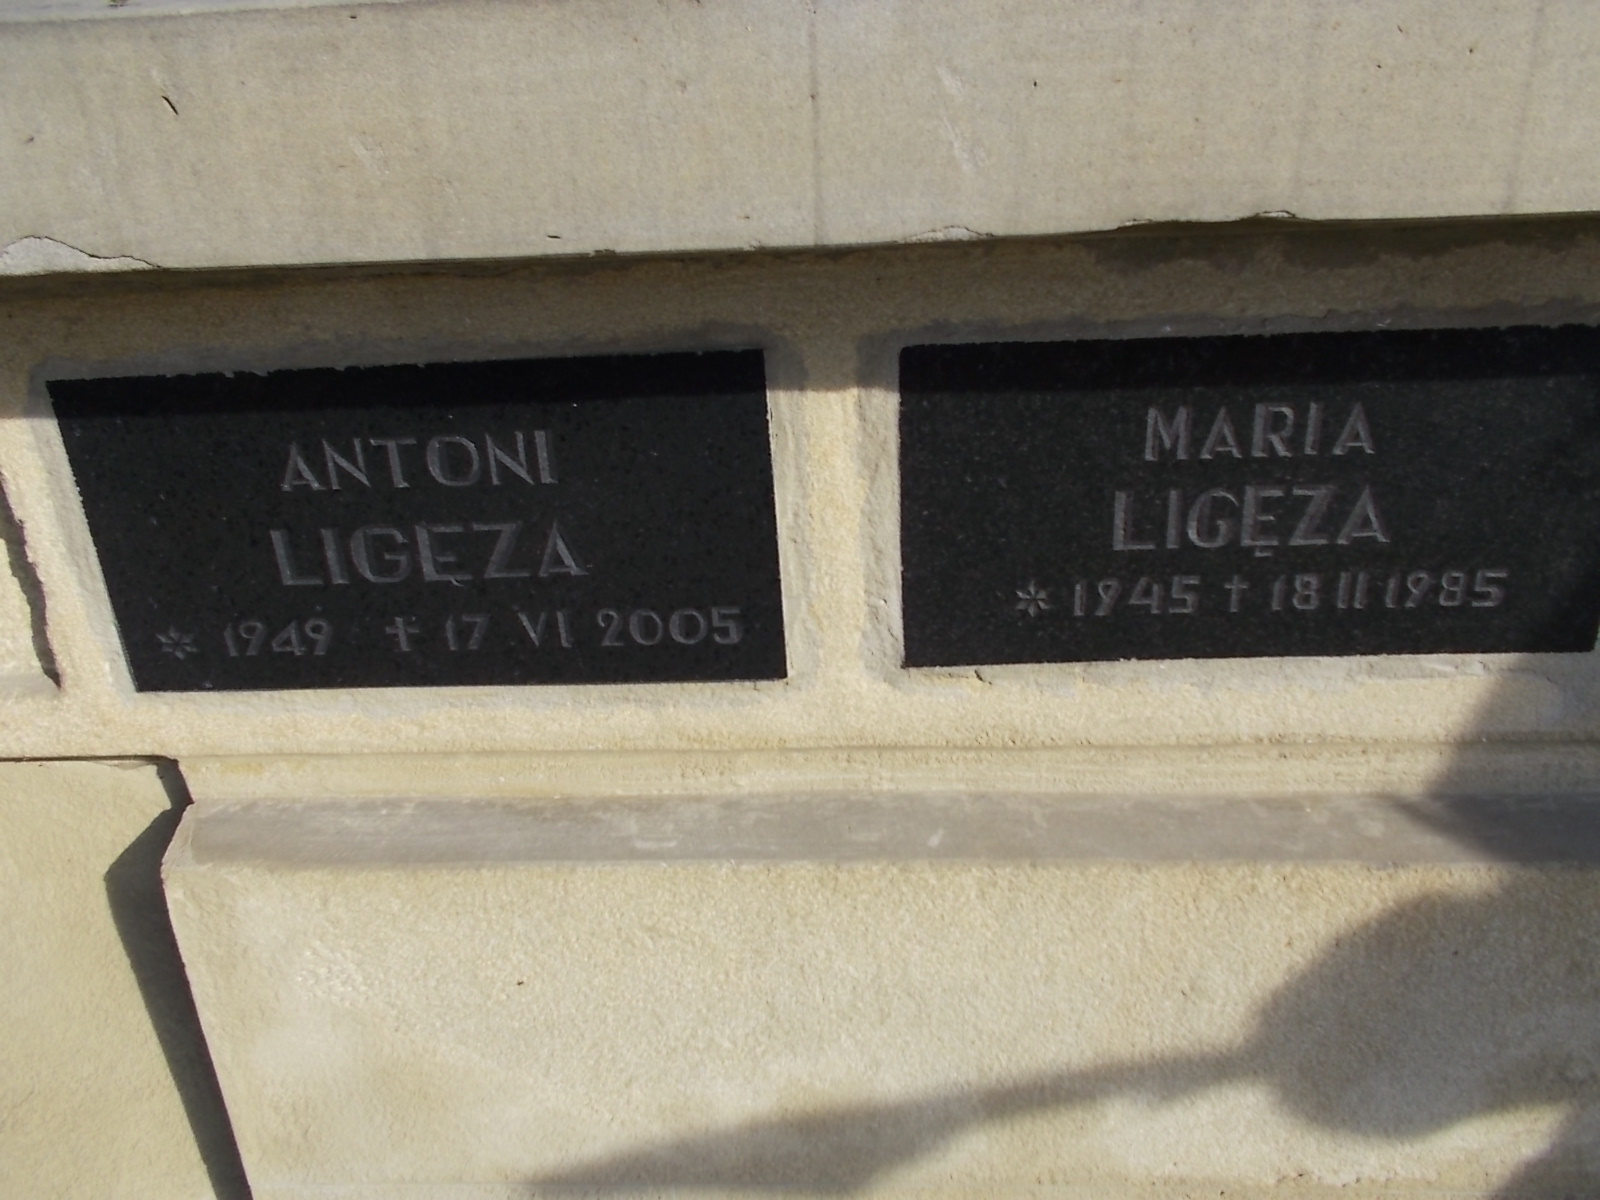 ANTONI
LIGĘZA
* 1949 † 17 VI 2005
MARIA
LIGĘZA
* 1945 † 18 II 1985